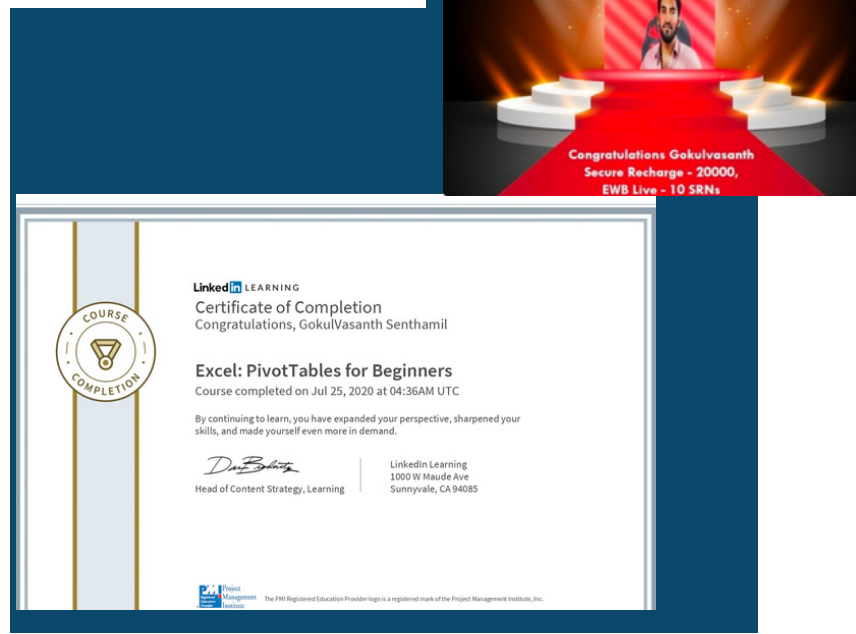 Congratulations Gokulvasanth
Secure Recharge - 20000,
EWB Live - 10 SRNs
Linked in LEARNING
Certificate of Completion
Congratulations, GokulVasanth Senthamil
COURSE
COMPLETION
Excel: PivotTables for Beginners
Course completed on Jul 25, 2020 at 04:36AM UTC
By continuing to learn, you have expanded your perspective, sharpened your
skills, and made yourself even more in demand.
Head of Content Strategy, Learning
LinkedIn Learning
1000 W Maude Ave
Sunnyvale, CA 94085
PMI
Project
Management
Institute
The PMI Registered Education Provider logo is a registered mark of the Project Management Institute, Inc.